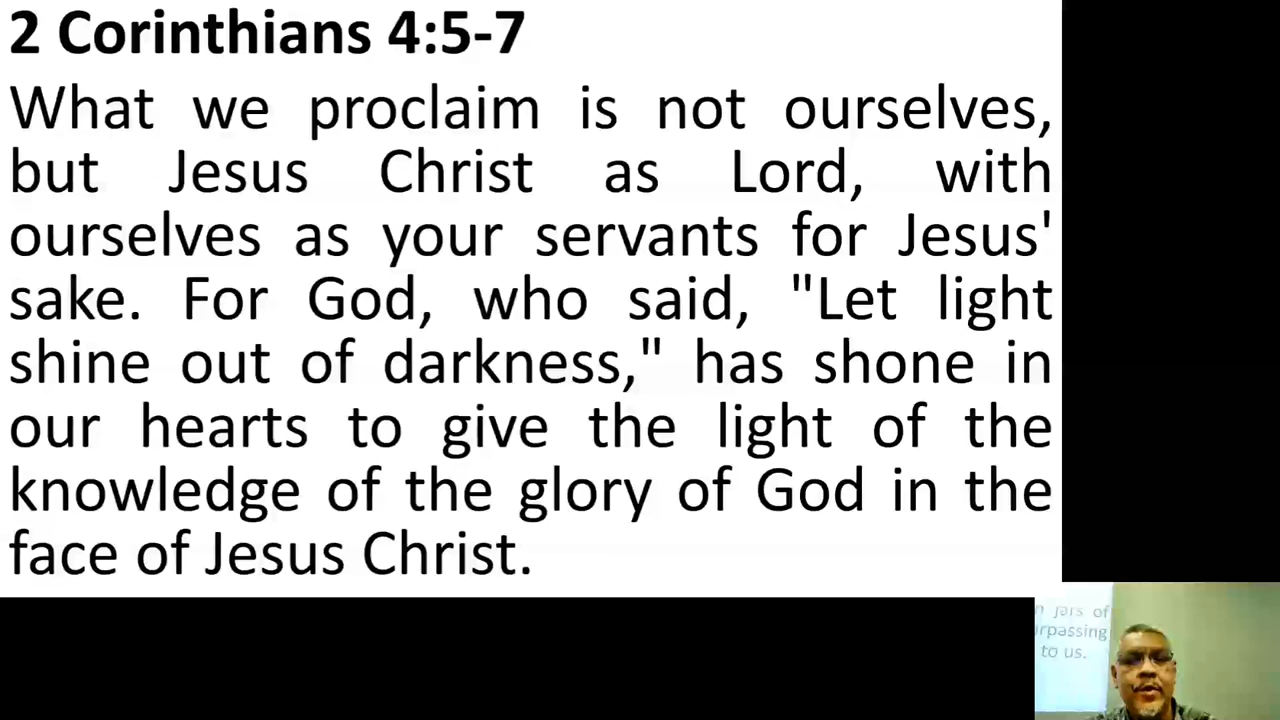 2 Corinthians 4:5-7
What we proclaim is not ourselves,
but Jesus Christ as Lord, with
ourselves as your servants for Jesus'
sake. For God, who said, "Let light
shine out of darkness," has shone in
our hearts to give the light of the
knowledge of the glory of God in the
face of Jesus Christ.
jars of
to us.